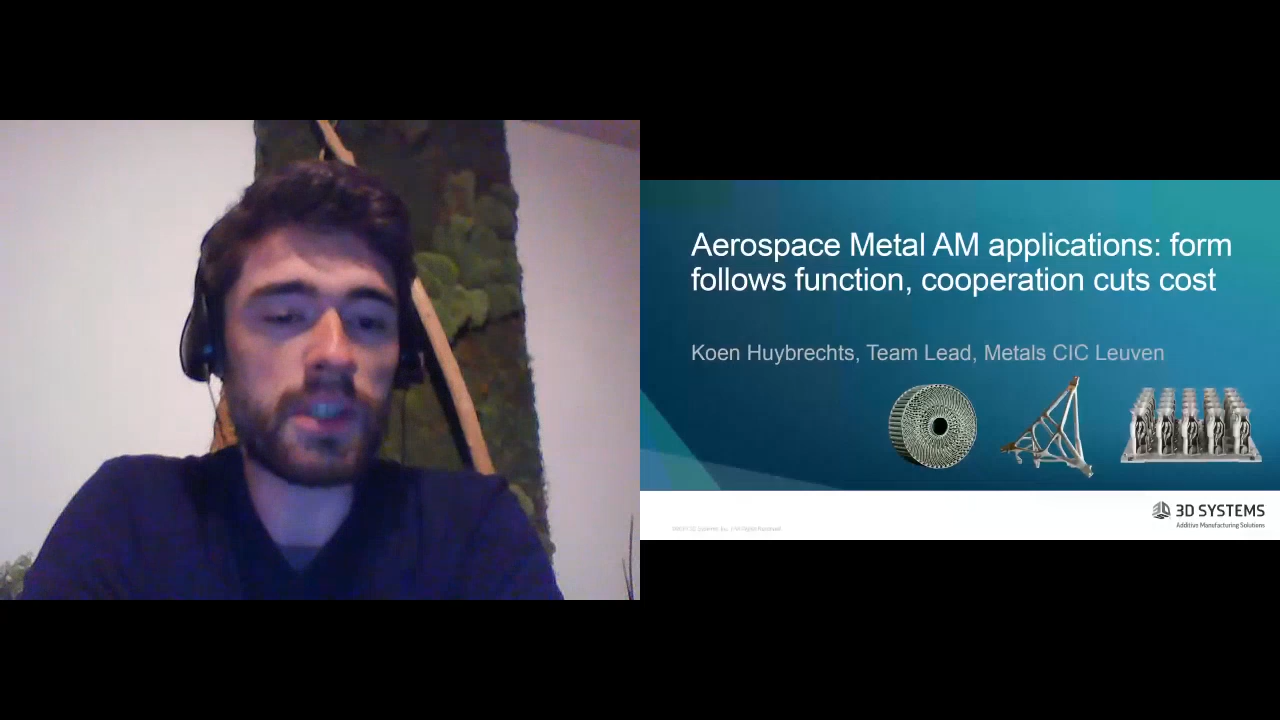 Aerospace Metal AM applications: form
follows function, cooperation cuts cost
Koen Huybrechts, Team Lead, Metals CIC Leuven
3D SYSTEMS
Additive Manufacturing Solutions